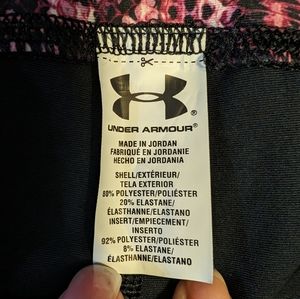 UNDER ARMOUR®
MADE IN JORDAN
FABRIQUÉ EN JORDANIE
HECHO EN JORDANIA
SHELL/EXTÉRIEUR/
TELA EXTERIOR
80% POLYESTER/POLIÉSTER
20% ELASTANE/
ÉLASTHANNE/ELASTANO
INSERT/EMPIECEMENT/
INSERTO
92% POLYESTER/POLIÉSTER
8% ELASTANE/
ÉLASTHANNE/ELASTANO